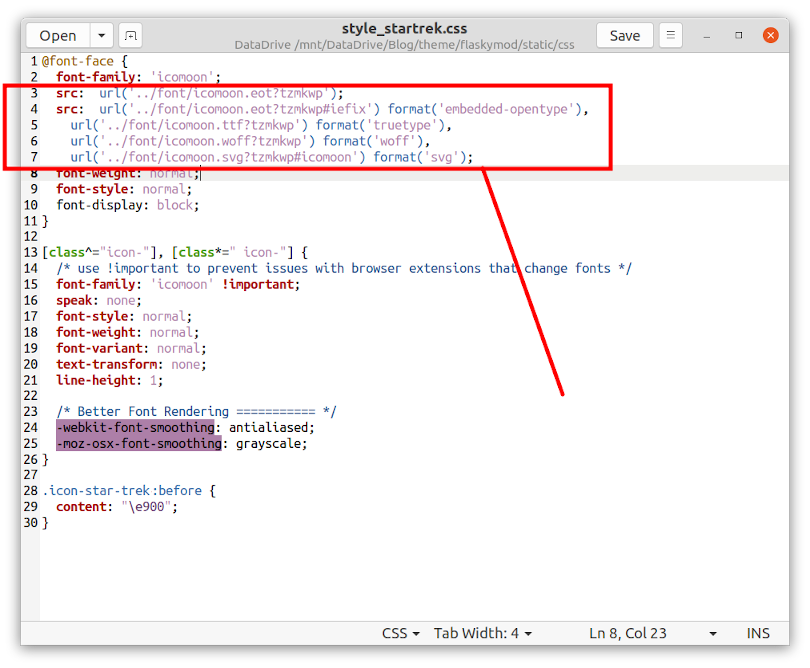 Open
style_startrek.css
DataDrive /mnt/DataDrive/Blog/theme/flaskymod/static/css
Save
1 @font-face {
2   font-family: 'icomoon';
3   src:  url('../font/icomoon.eot?tzmkwp');
4   src:  url('../font/icomoon.eot?tzmkwp#iefix') format('embedded-opentype'),
5     url('../font/icomoon.ttf?tzmkwp') format('truetype'),
6     url('../font/icomoon.woff?tzmkwp') format('woff'),
7     url('../font/icomoon.svg?tzmkwp#icomoon') format('svg');
8   font-weight: normal;
9   font-style: normal;
10   font-display: block;
11 }
12
13 [class^="icon-"], [class*=" icon-"] {
14   /* use !important to prevent issues with browser extensions that change fonts */
15   font-family: 'icomoon' !important;
16   speak: none;
17   font-style: normal;
18   font-weight: normal;
19   font-variant: normal;
20   text-transform: none;
21   line-height: 1;
22
23   /* Better Font Rendering =========== */
24   -webkit-font-smoothing: antialiased;
25   -moz-osx-font-smoothing: grayscale;
26 }
27
28 .icon-star-trek:before {
29   content: "\e900";
30 }
CSS Tab Width: 4 Ln 8, Col 23 INS